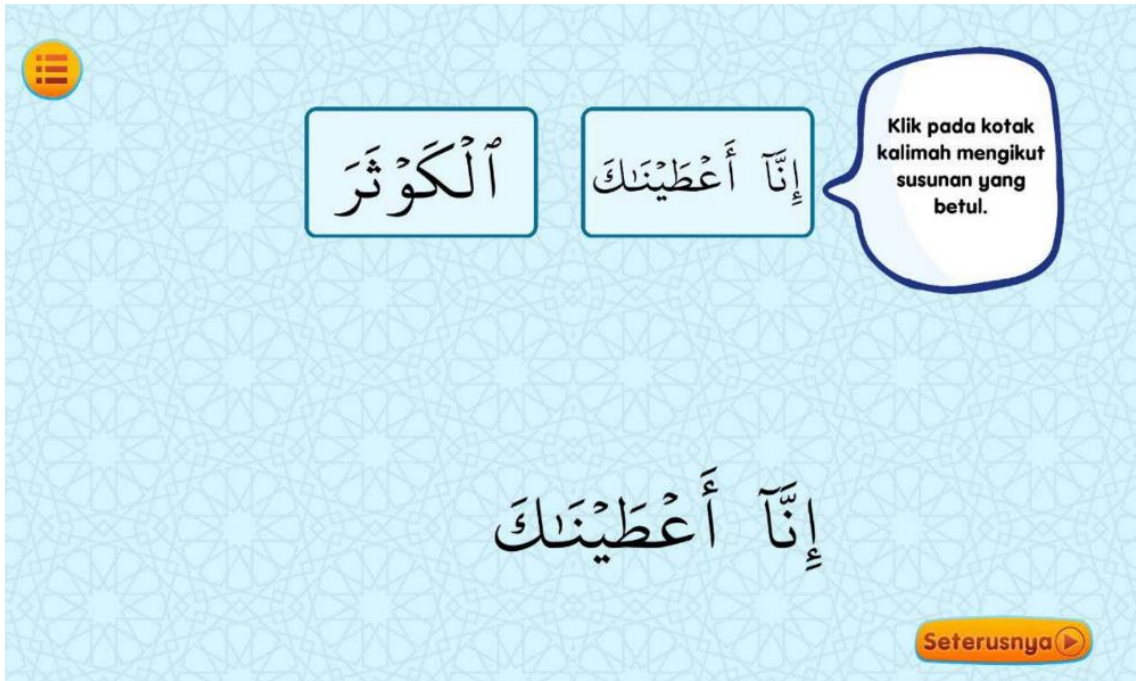 ٱلْكَوْثَرَ
إِنَّآ أَعْطَيْنَـٰكَ
Klik pada kotak
kalimah mengikut
susunan yang
betul.
إِنَّآ أَعْطَيْنَـٰكَ
Seterusnya